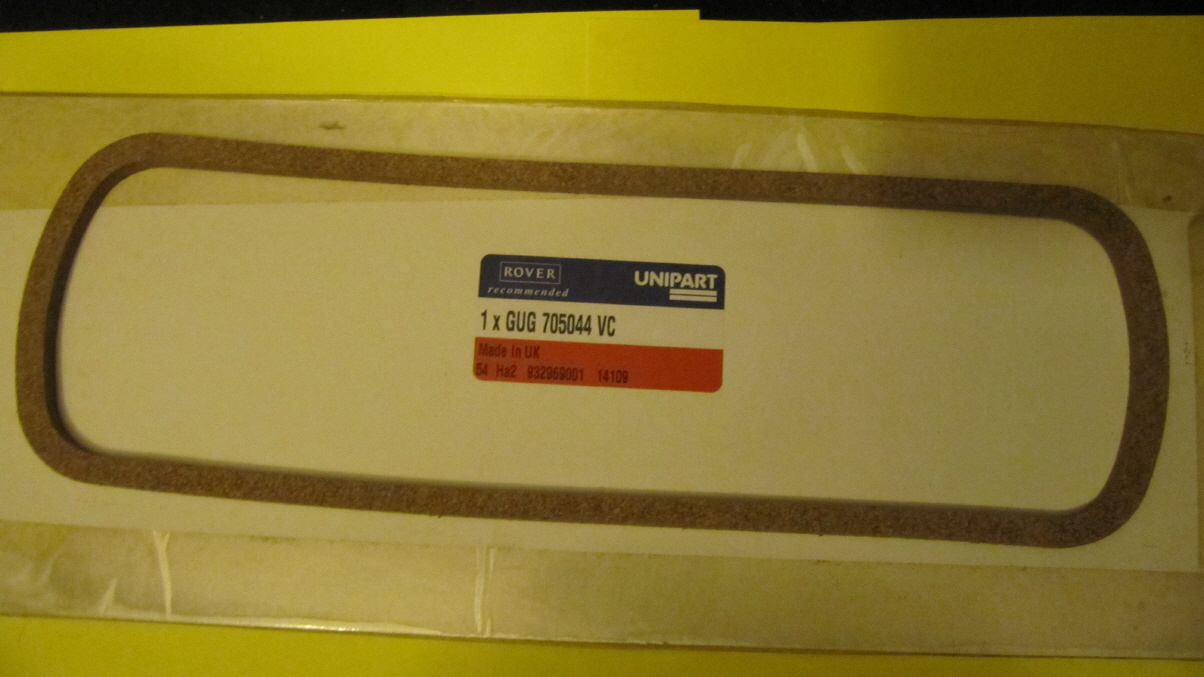 ROVER
recommended
UNIPART
1 x GUG 705044 VC
Made in UK
54 Ha2 932969001 14109